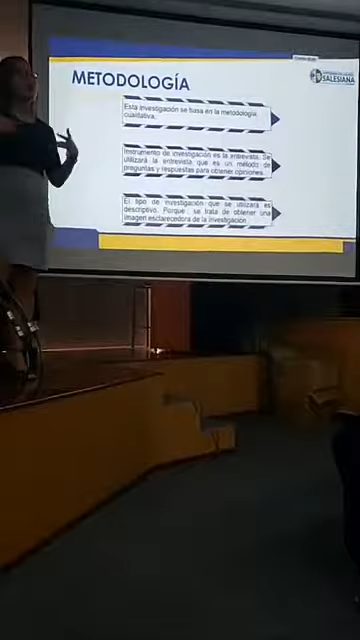 SALESIANA
METODOLOGÍA
Esta investigación se basa en la metodología
cualitativa.
Instrumento de investigación es la entrevista. Se
utilizará la entrevista que es un método de
preguntas y respuestas para obtener opiniones.
El tipo de investigación que se utilizará es
descriptivo. Porque se trata de obtener una
imagen esclarecedora de la investigación